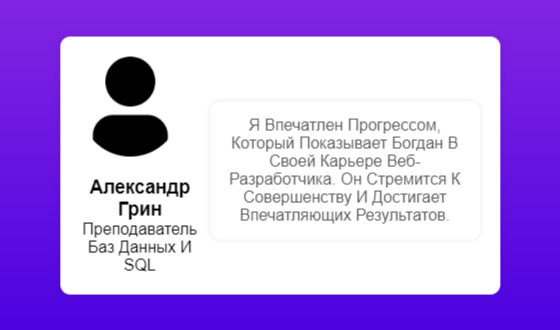 Александр
Грин
Преподаватель
Баз Данных И
SQL
Я Впечатлен Прогрессом,
Который Показывает Богдан В
Своей Карьере Веб-
Разработчика. Он Стремится К
Совершенству И Достигает
Впечатляющих Результатов.